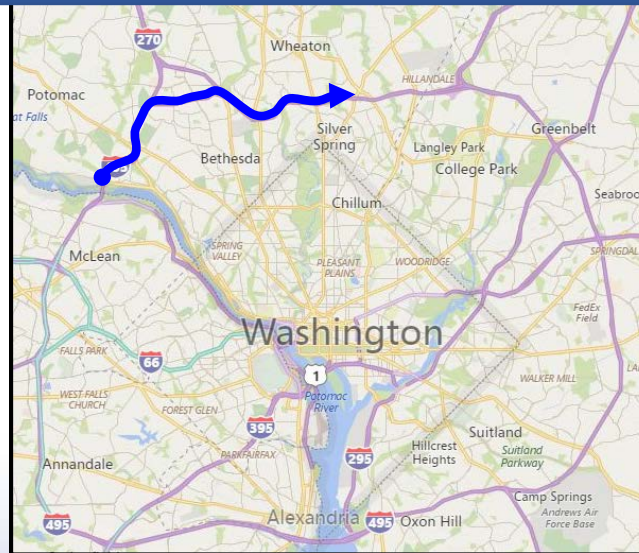 270
Wheaton
HILLANDALE
Potomac
at Falls
Silver
Spring
Greenbelt
Langley Park
Bethesda
College Park
Seabroo
Chillum
SPRING
VALLEY
McLean
PLEASANT
PLAINS
WOODRIDGE
SPRINGDAL
FedEx
Field
Washington
FALLS PARK
66
1
WALKER MILL
WEST FALLS
CHURCH
Potomac
River
FOREST GLEN
395
Suitland
Hillcrest
Heights
Suitland
Parkway
PARKFAIRFAX
295
Annandale
Camp Springs
Andrews Air
Force Base
495
Alexandria
495
Oxon Hill